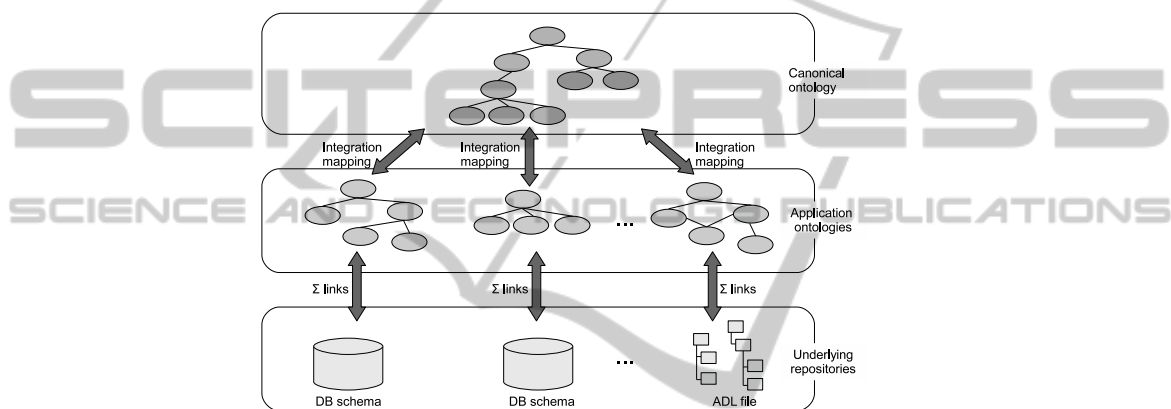 SCITEPRESS
SCIENCE AND TECHNOLOGY PUBLICATIONS
Canonical
ontology
Integration
mapping
Integration
mapping
Integration
mapping
Application
ontologies
...
Σ links
Σ links
Σ links
Underlying
repositories
...
DB schema
DB schema
ADL file